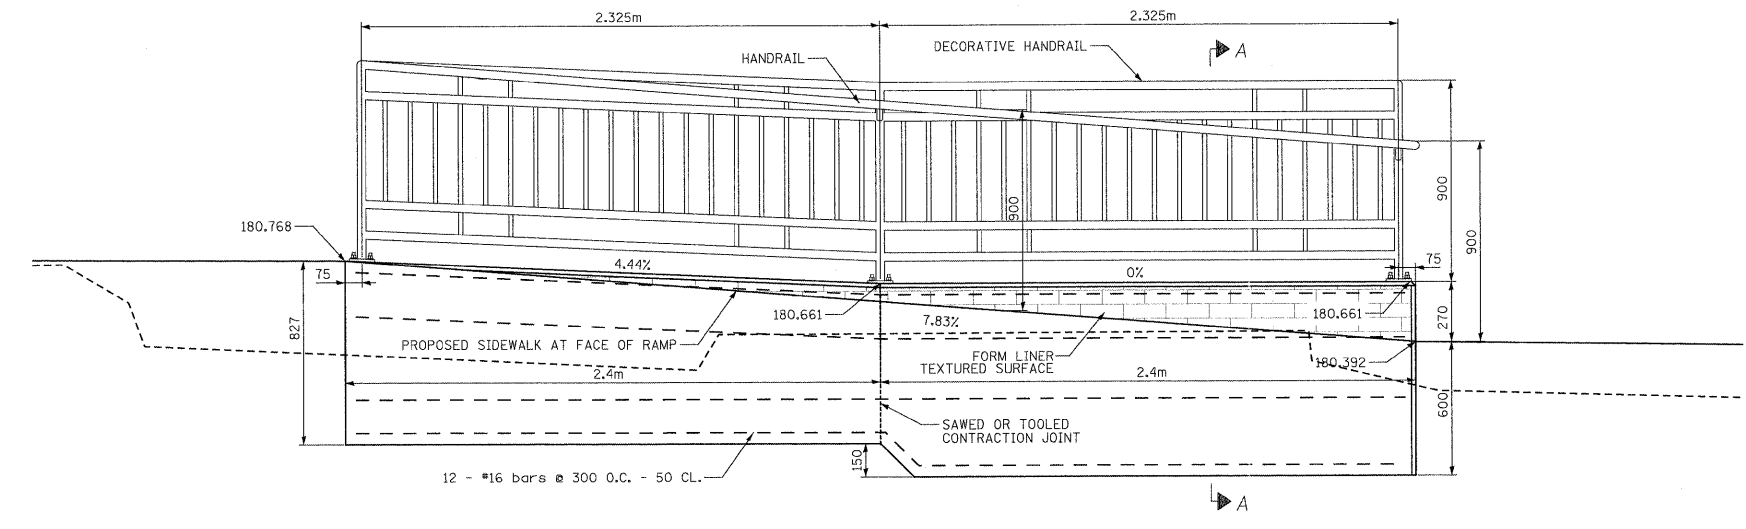 2.325m
2.325m
DECORATIVE HANDRAIL
A
HANDRAIL
900
900
900
180.768
75
4.44%
0%
75
180.661
7.83%
180.661
270
827
PROPOSED SIDEWALK AT FACE OF RAMP
FORM LINER
TEXTURED SURFACE
180.392
2.4m
2.4m
600
SAWED OR TOOLED
CONTRACTION JOINT
150
12 - #16 bars @ 300 O.C. - 50 CL.
A